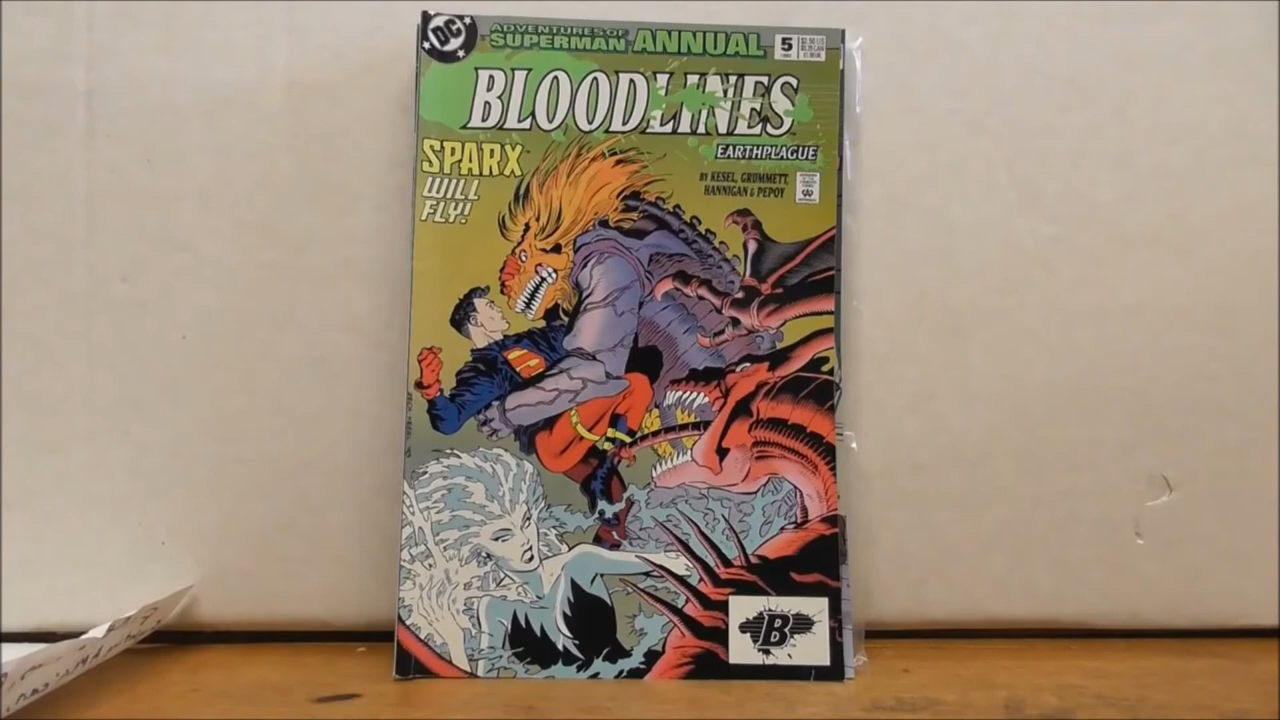 DC
ADVENTURES OF
SUPERMAN ANNUAL
5
BLOODLINES
EARTHPLAGUE
SPARX
WILL
FLY!
BY KESEL, GRUMMETT,
HANNIGAN & PEPOY
B